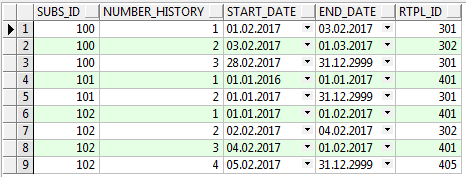 SUBS_ID NUMBER_HISTORY START_DATE END_DATE RTPL_ID
1 100 1 01.02.2017 03.02.2017 301
2 100 2 03.02.2017 01.03.2017 302
3 100 3 28.02.2017 31.12.2999 301
4 101 1 01.01.2016 01.01.2017 401
5 101 2 01.01.2017 31.12.2999 301
6 102 1 01.01.2017 01.02.2017 401
7 102 2 02.02.2017 04.02.2017 302
8 102 3 04.02.2017 01.02.2017 401
9 102 4 05.02.2017 31.12.2999 405